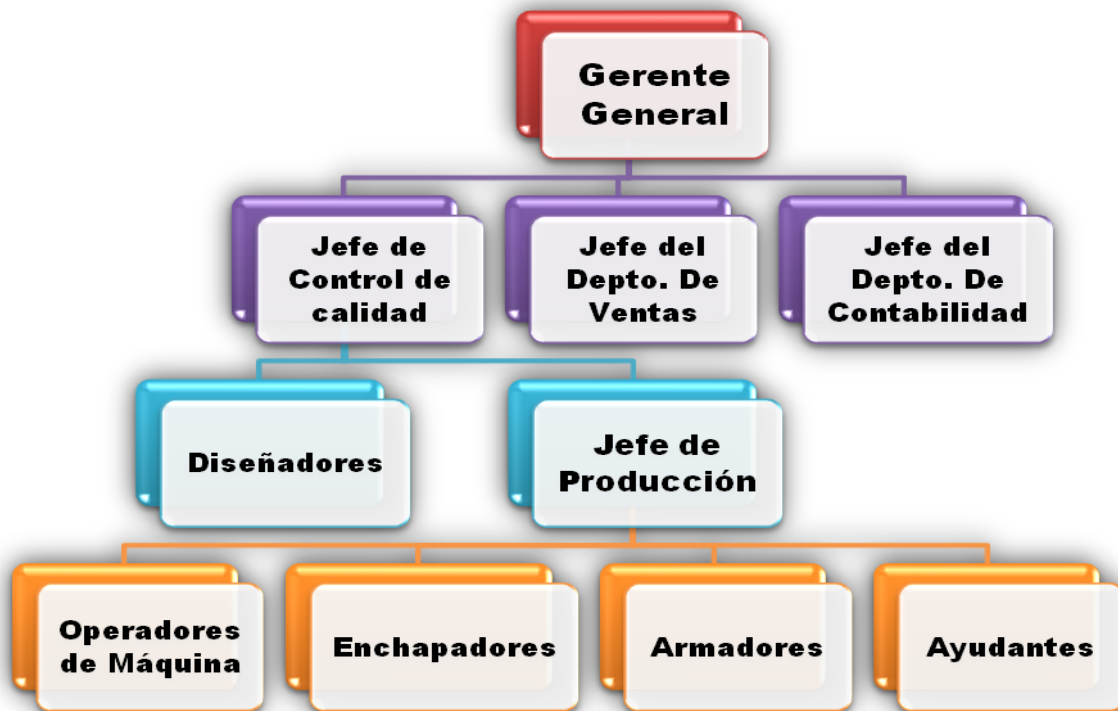 Gerente
General
Jefe de
Control de
calidad
Jefe del
Depto. De
Ventas
Jefe del
Depto. De
Contabilidad
Diseñadores
Jefe de
Producción
Operadores
de Máquina
Enchapadores
Armadores
Ayudantes